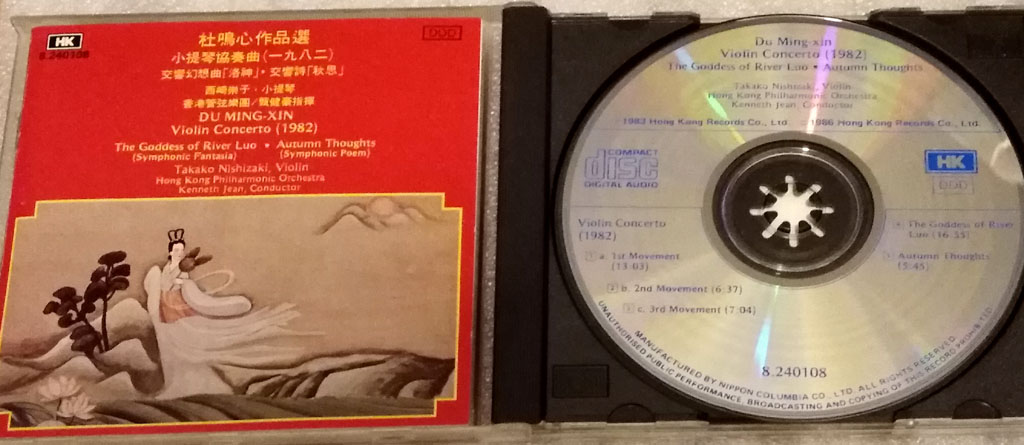 HK
8.240108
DDD
杜鳴心作品選
小提琴協奏曲(一九八二)
交響幻想曲「洛神」・交響詩「秋思」
西崎崇子・小提琴
香港管弦樂團/甄健豪指揮
DU MING-XIN
Violin Concerto (1982)
The Goddess of River Luo • Autumn Thoughts
(Symphonic Fantasia) (Symphonic Poem)
Takako Nishizaki, Violin
Hong Kong Philharmonic Orchestra
Kenneth Jean, Conductor
Du Ming-xin
Violin Concerto (1982)
The Goddess of River Luo • Autumn Thoughts
Takako Nishizaki, Violin
Hong Kong Philharmonic Orchestra
Kenneth Jean, Conductor
1983 Hong Kong Records Co., Ltd. 1986 Hong Kong Records Co., Ltd.
COMPACT
disc
DIGITAL AUDIO
HK
DDD
Violin Concerto
(1982)
1 a. 1st Movement
(13:03)
2 b. 2nd Movement (6:37)
3 c. 3rd Movement (7:04)
4 The Goddess of River
Luo (16:55)
5 Autumn Thoughts
(5:45)
8.240108
MANUFACTURED BY NIPPON COLUMBIA CO., LTD. ALL RIGHTS RESERVED.
UNAUTHORISED PUBLIC PERFORMANCE, BROADCASTING AND COPYING OF THIS RECORD PROHIBITED.